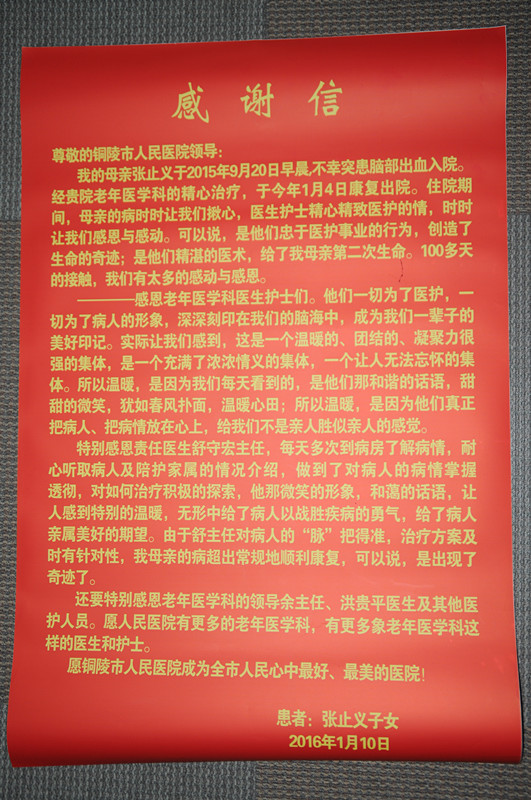 感谢信
尊敬的铜陵市人民医院领导：
我的母亲张止义于2015年9月20日早晨,不幸突患脑部出血入院。
经贵院老年医学科的精心治疗，于今年1月4日康复出院。住院期
间，母亲的病时时让我们揪心，医生护士精心精致医护的情，时时
让我们感恩与感动。可以说，是他们忠于医护事业的行为，创造了
生命的奇迹；是他们精湛的医术，给了我母亲第二次生命。100多天
的接触，我们有太多的感动与感恩。
————感恩老年医学科医生护士们。他们一切为了医护，一
切为了病人的形象，深深刻印在我们的脑海中，成为我们一辈子的
美好印记。实际让我们感到，这是一个温暖的、团结的、凝聚力很
强的集体，是一个充满了浓浓情义的集体，一个让人无法忘怀的集
体。所以温暖，是因为我们每天看到的，是他们那和谐的话语，甜
甜的微笑，犹如春风扑面，温暖心田；所以温暖，是因为他们真正
把病人、把病情放在心上，给我们不是亲人胜似亲人的感觉。
特别感恩责任医生舒守宏主任，每天多次到病房了解病情，耐
心听取病人及陪护家属的情况介绍，做到了对病人的病情掌握
透彻，对如何治疗积极的探索，他那微笑的形象，和蔼的话语，让
人感到特别的温暖，无形中给了病人以战胜疾病的勇气，给了病人
亲属美好的期望。由于舒主任对病人的“脉”把得准，治疗方案及
时有针对性，我母亲的病超出常规地顺利康复，可以说，是出现了
奇迹了。
还要特别感恩老年医学科的领导余主任、洪贵平医生及其他医
护人员。愿人民医院有更多的老年医学科，有更多象老年医学科这
样的医生和护士。
愿铜陵市人民医院成为全市人民心中最好、最美的医院！
患者：张止义子女
2016年1月10日